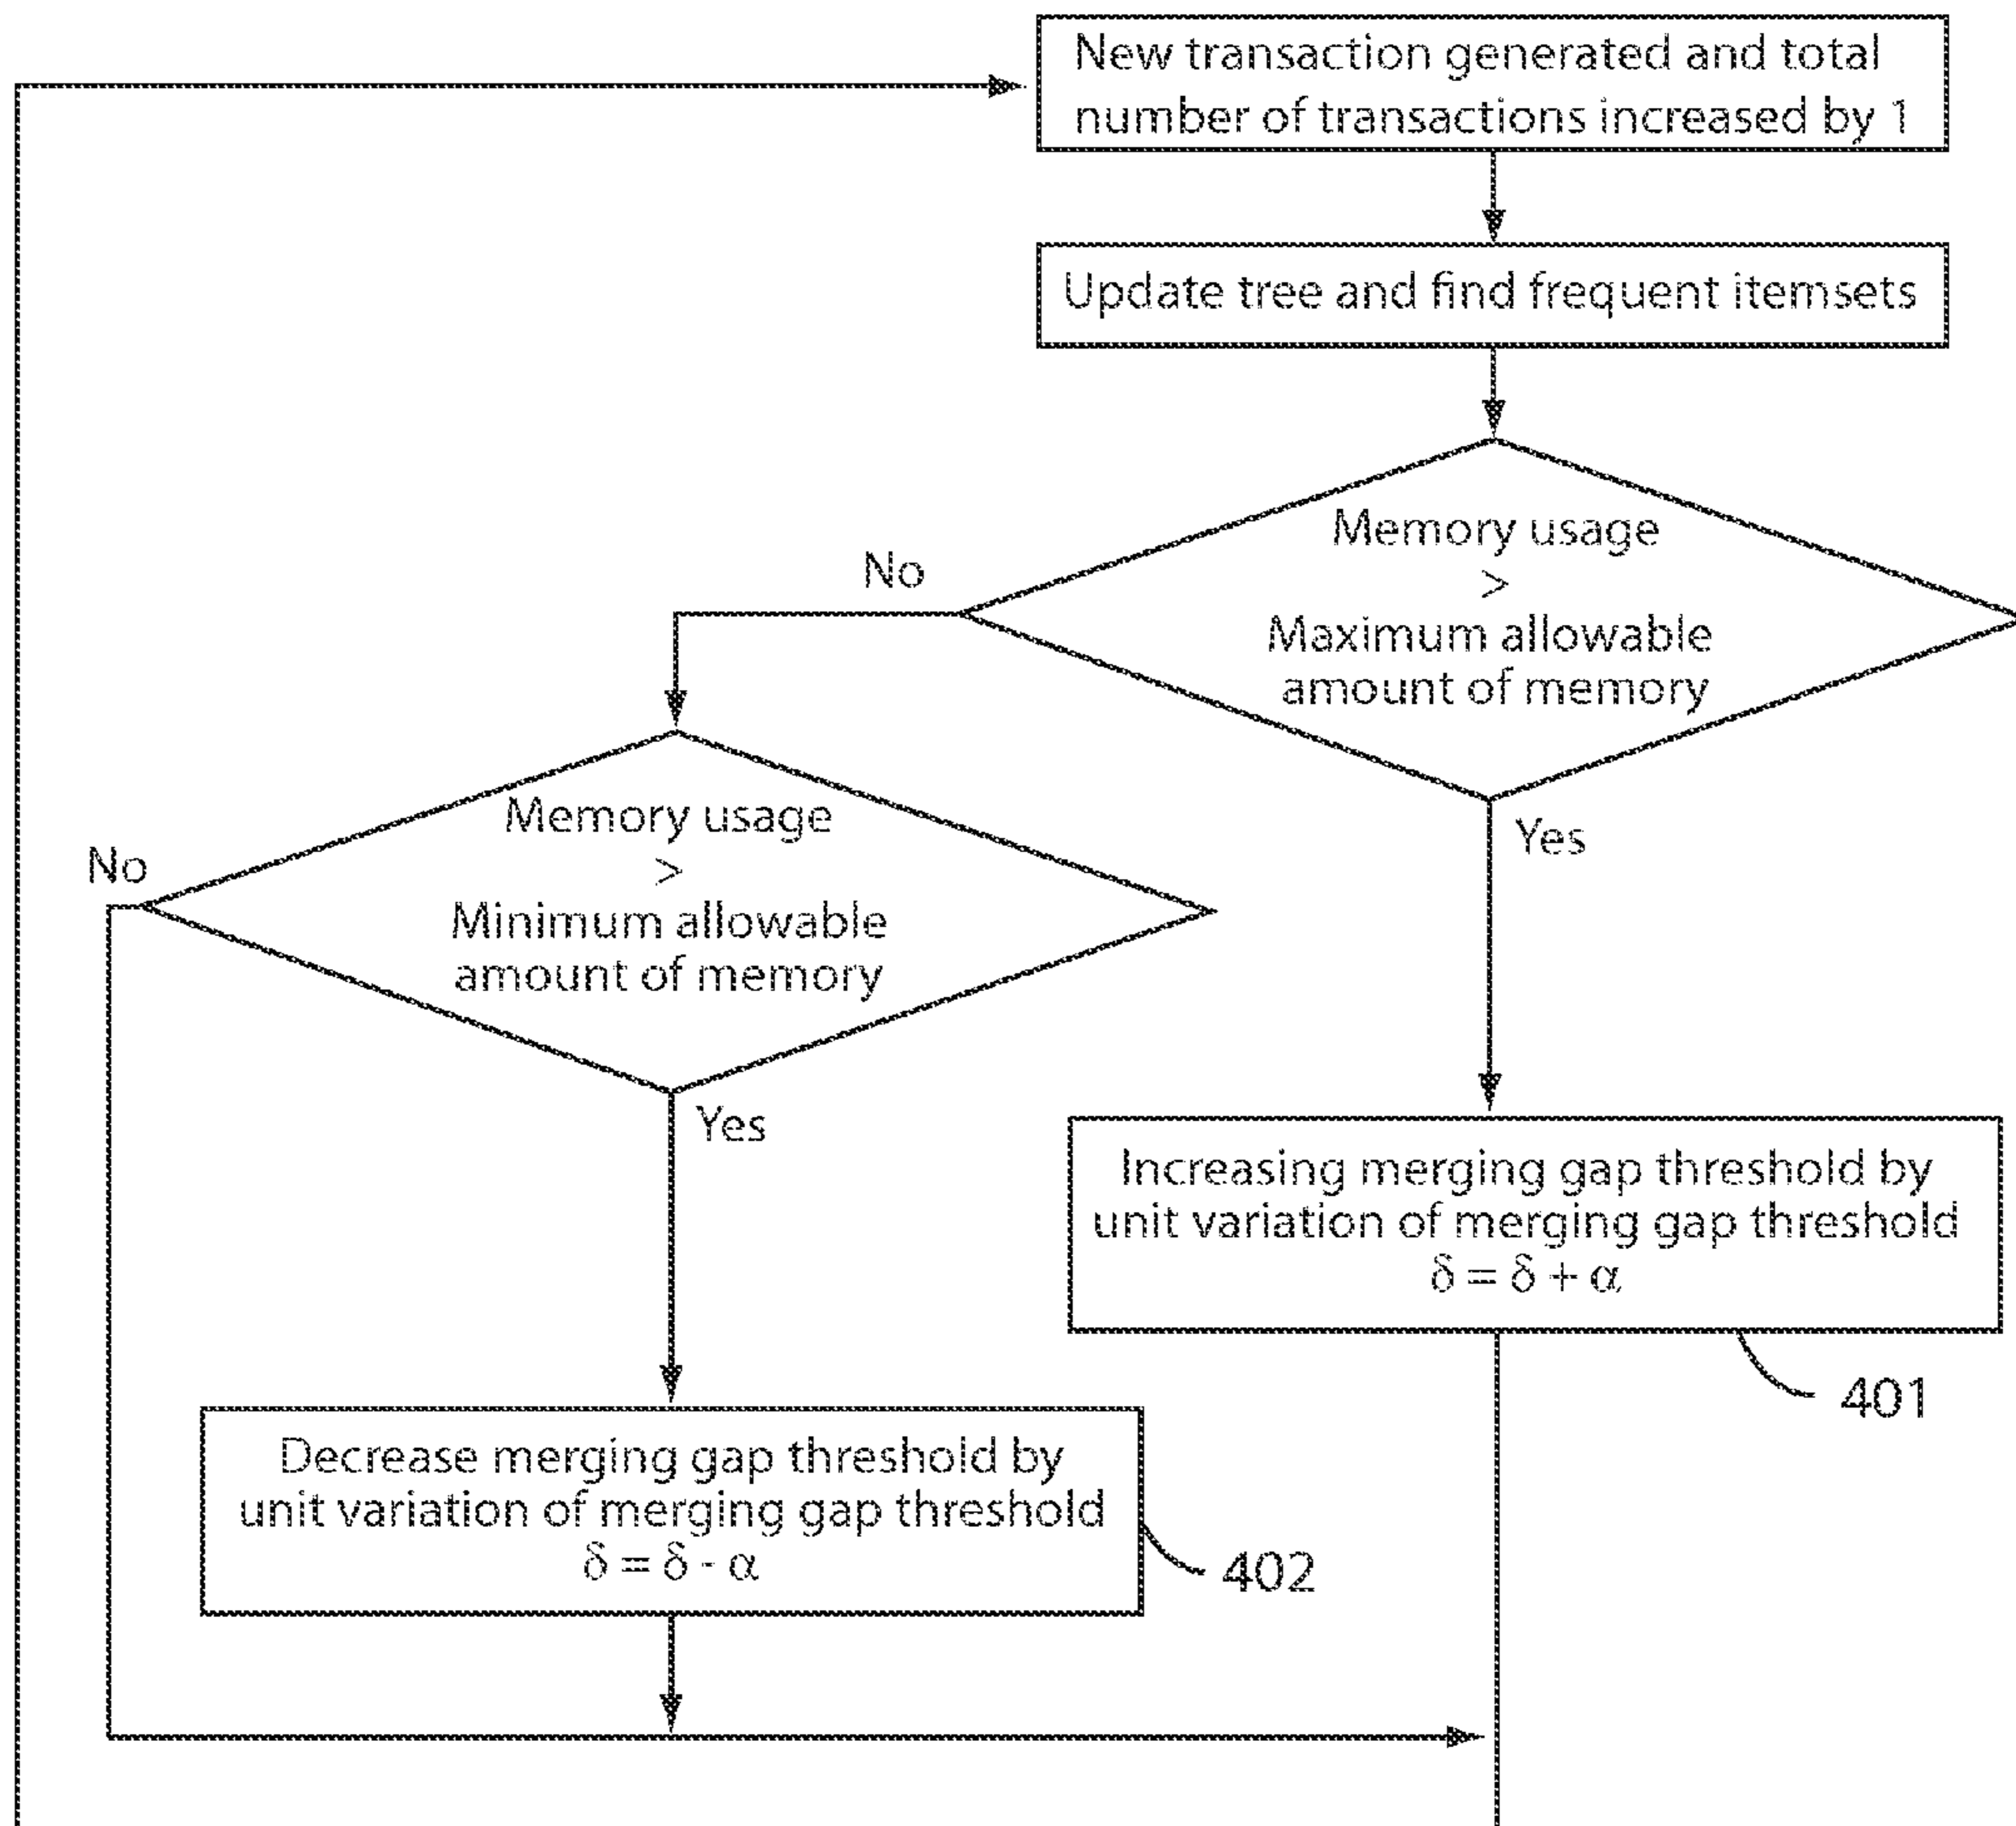 New transaction generated and total
number of transactions increased by 1
Update tree and find frequent itemsets
Memory usage
>
Maximum allowable
amount of memory
No
Yes
Memory usage
>
Minimum allowable
amount of memory
No
Yes
Increasing merging gap threshold by
unit variation of merging gap threshold
δ = δ + α
401
Decrease merging gap threshold by
unit variation of merging gap threshold
δ = δ - α
402